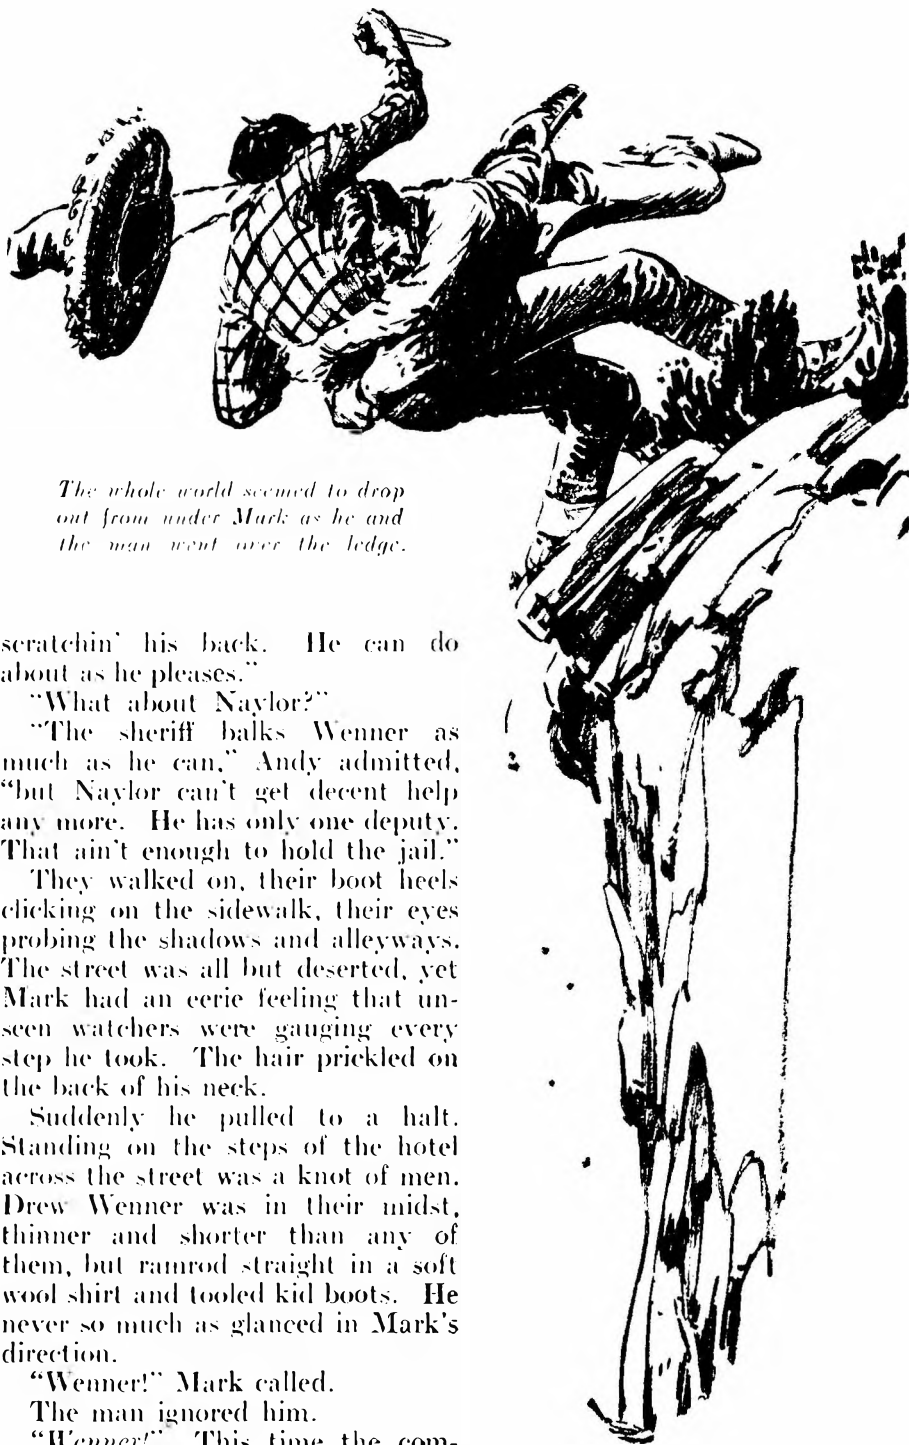 The whole world seemed to drop
out from under Mark as he and
the man went over the ledge.
scratchin' his back. He can do
about as he pleases."
"What about Naylor?"
"The sheriff balks Wenner as
much as he can," Andy admitted,
"but Naylor can't get decent help
any more. He has only one deputy.
That ain't enough to hold the jail."
They walked on, their boot heels
clicking on the sidewalk, their eyes
probing the shadows and alleyways.
The street was all but deserted, yet
Mark had an eerie feeling that un-
seen watchers were gauging every
step he took. The hair prickled on
the back of his neck.
Suddenly he pulled to a halt.
Standing on the steps of the hotel
across the street was a knot of men.
Drew Wenner was in their midst,
thinner and shorter than any of
them, but ramrod straight in a soft
wool shirt and tooled kid boots. He
never so much as glanced in Mark's
direction.
"Wenner!" Mark called.
The man ignored him.
"Wenner!" This time the com-